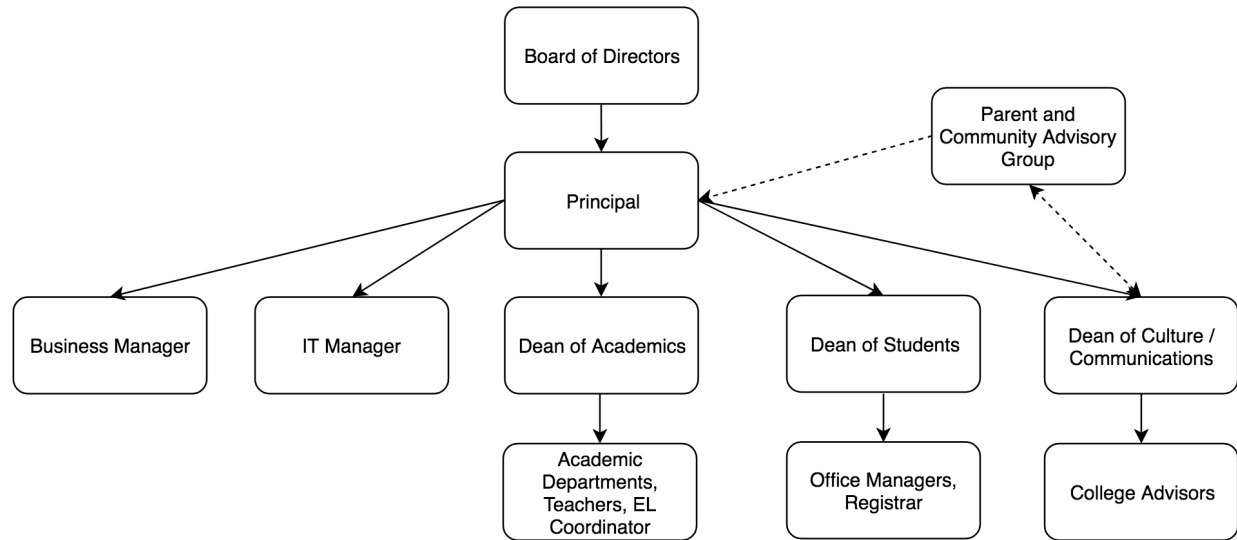 Board of Directors
Parent and
Community Advisory
Group
Principal
Business Manager
IT Manager
Dean of Academics
Dean of Students
Dean of Culture /
Communications
Academic
Departments,
Teachers, EL
Coordinator
Office Managers,
Registrar
College Advisors